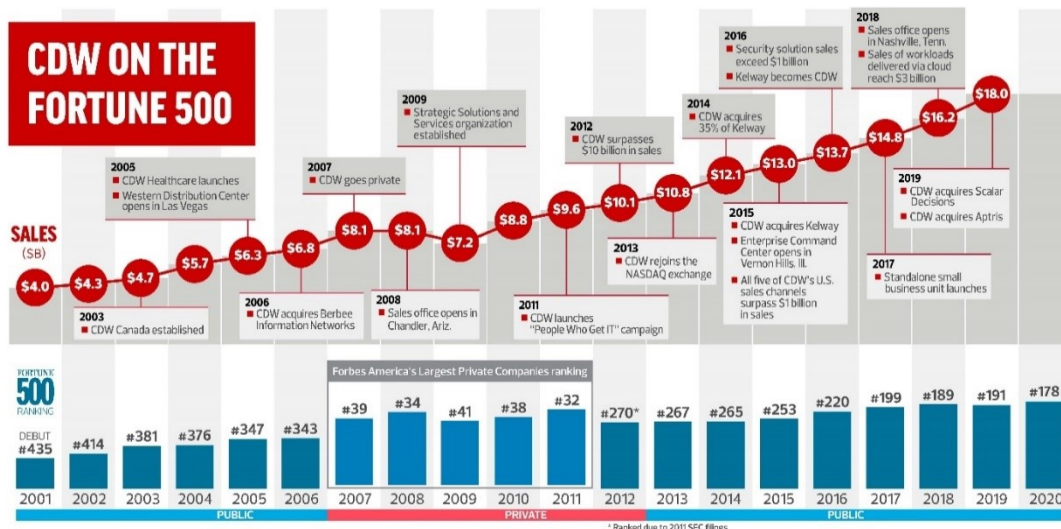 CDW ON THE
FORTUNE 500
2005
CDW Healthcare launches
Western Distribution Center
opens in Las Vegas
2007
CDW goes private
2009
Strategic Solutions and
Services organization
established
2012
CDW surpasses
$10 billion in sales
2014
CDW acquires
35% of Kelway
2016
Security solution sales
exceed $1 billion
Kelway becomes CDW
2018
Sales office opens
in Nashville, Tenn.
Sales of workloads
delivered via cloud
reach $3 billion
SALES
($B)
$4.0
$4.3
$4.7
$5.7
$6.3
$6.8
$8.1
$8.1
$7.2
$8.8
$9.6
$10.1
$10.8
$12.1
$13.0
$13.7
$14.8
$16.2
$18.0
2003
CDW Canada established
2006
CDW acquires Berbee
Information Networks
2008
Sales office opens in
Chandler, Ariz.
2011
CDW launches
"People Who Get IT" campaign
2013
CDW rejoins the
NASDAQ exchange
2015
CDW acquires Kelway
Enterprise Command
Center opens in
Vernon Hills, Ill.
All five of CDW's U.S.
sales channels
surpass $1 billion
in sales
2017
Standalone small
business unit launches
2019
CDW acquires Scalar
Decisions
CDW acquires Aptris
FORTUNE
500
RANKING
Forbes America's Largest Private Companies ranking
DEBUT
#435
#414
#381
#376
#347
#343
#39
#34
#41
#38
#32
#270*
#267
#265
#253
#220
#199
#189
#191
#178
2001 2002 2003 2004 2005 2006 2007 2008 2009 2010 2011 2012 2013 2014 2015 2016 2017 2018 2019 2020
PUBLIC PRIVATE PUBLIC
* Ranked due to 2011 SEC filings